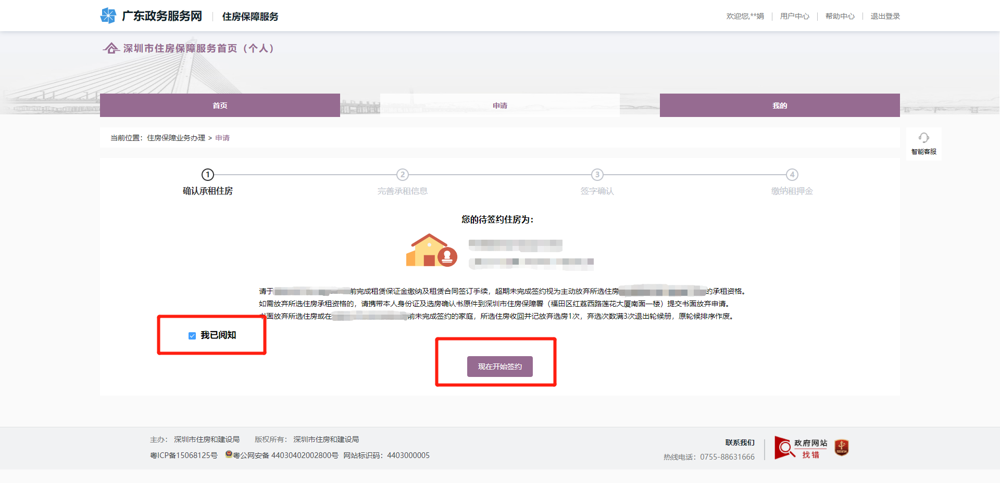 广东政务服务网 住房保障服务 欢迎您,**娟 用户中心 帮助中心 退出登录
深圳市住房保障服务首页（个人）
首页 申请 我的
当前位置：住房保障业务办理 > 申请
智能客服
1 2 3 4
确认承租住房 完善承租信息 签字确认 缴纳租押金
您的待签约住房为：
请于 前完成租赁保证金缴纳及租赁合同签订手续，超期未完成签约视为主动放弃所选住房 的承租资格。
如需放弃所选住房承租资格的，请携带本人身份证及选房确认书原件到深圳市住房保障署（福田区红荔西路莲花大厦南面一楼）提交书面放弃申请。
书面放弃所选住房或在 前未完成签约的家庭，所选住房收回并记放弃选房1次，弃选次数满3次退出轮候册，原轮候排序作废。
我已阅知
现在开始签约
主办： 深圳市住房和建设局 版权所有： 深圳市住房和建设局
粤ICP备15068125号 粤公网安备 44030402002800号 网站标识码：4403000005
联系我们
热线电话：0755-88631666
政府网站
找错